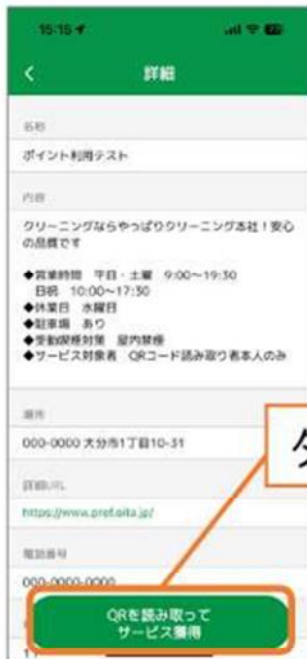 15:15
詳細
名称
ポイント利用テスト
内容
クリーニングならやっぱりクリーニング本社！安心
の品質です
◆営業時間 平日・土曜 9:00～19:30
日祝 10:00～17:30
◆休業日 水曜日
◆駐車場 あり
◆受動喫煙対策 屋内禁煙
◆サービス対象者 QRコード読み取り者本人のみ
場所
000-0000 大分市1丁目10-31
詳細URL
https://www.pref.oita.jp/
電話番号
000-0000-0000
QRを読み取って
サービス獲得